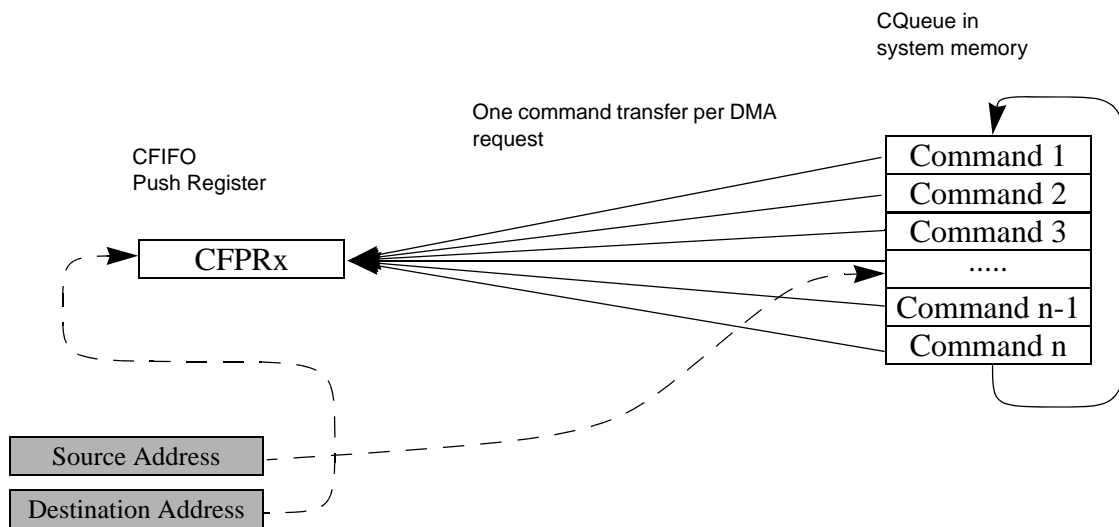 CQueue in
system memory
One command transfer per DMA
request
CFIFO
Push Register
Command 1
Command 2
Command 3
CFPRx
.....
Command n-1
Command n
Source Address
Destination Address